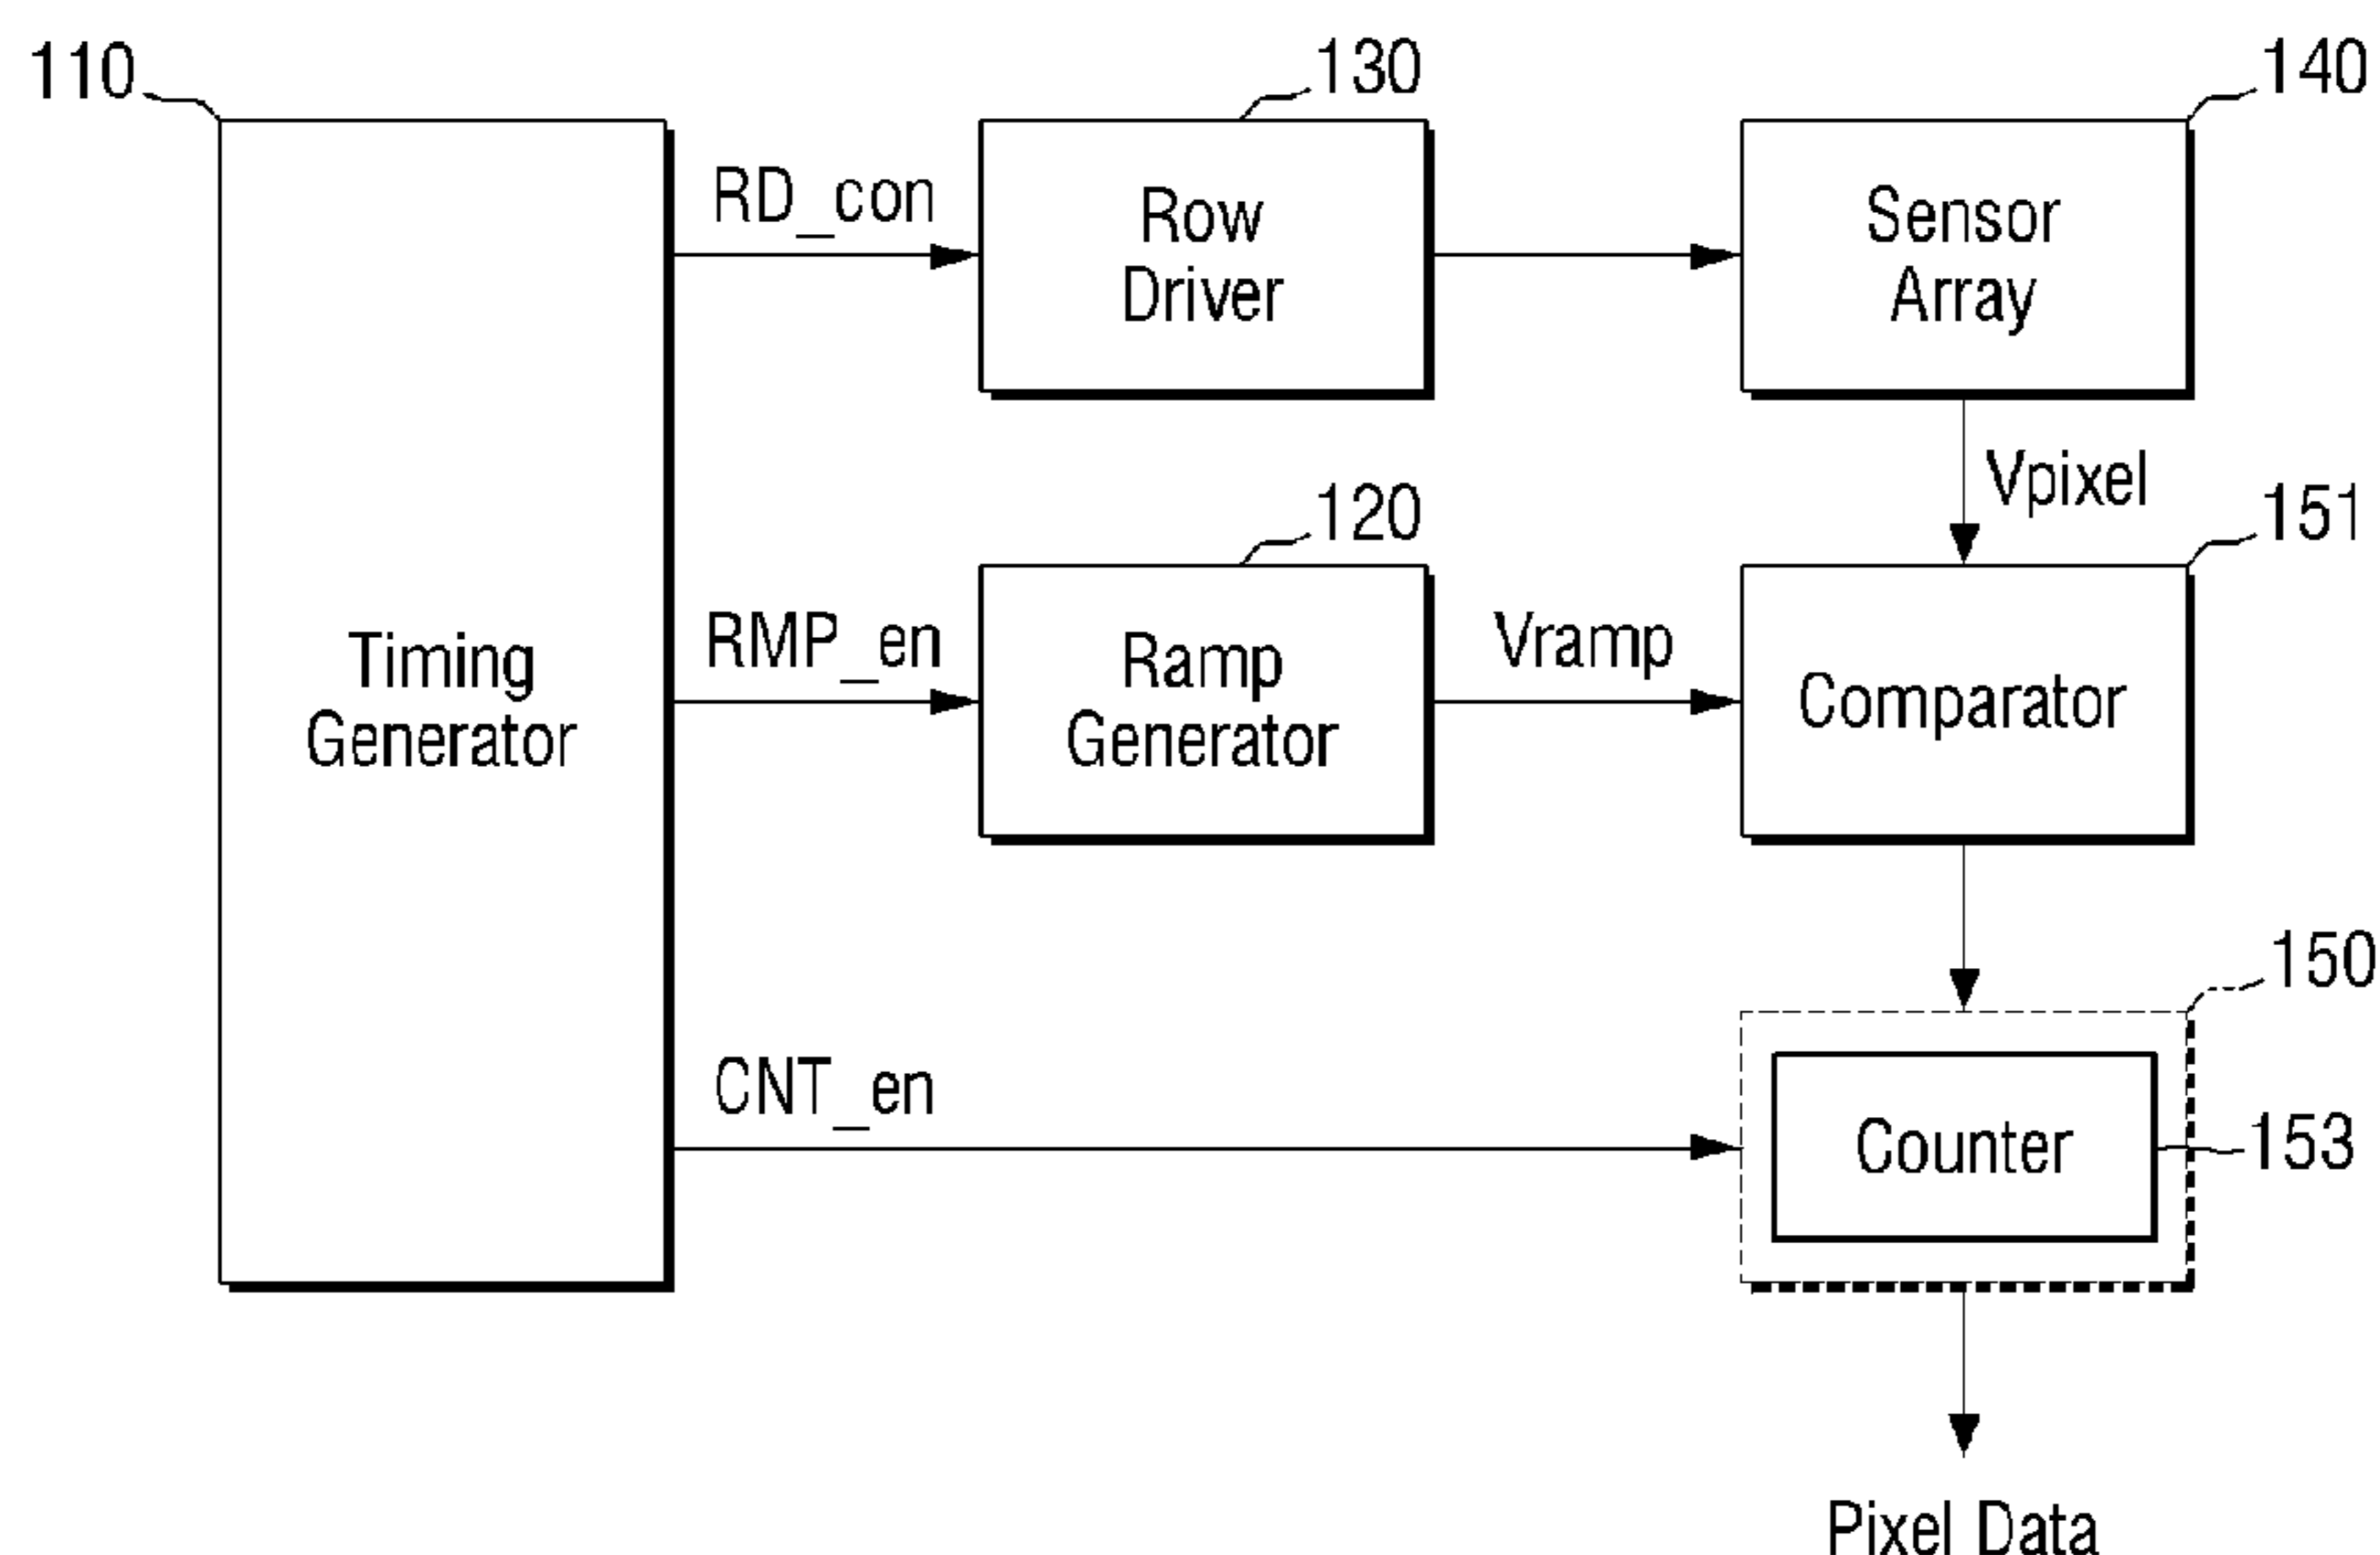 110
130
140
RD_con
Row
Driver
Sensor
Array
Vpixel
120
151
Timing
Generator
RMP_en
Ramp
Generator
Vramp
Comparator
150
CNT_en
Counter
153
Pixel Data